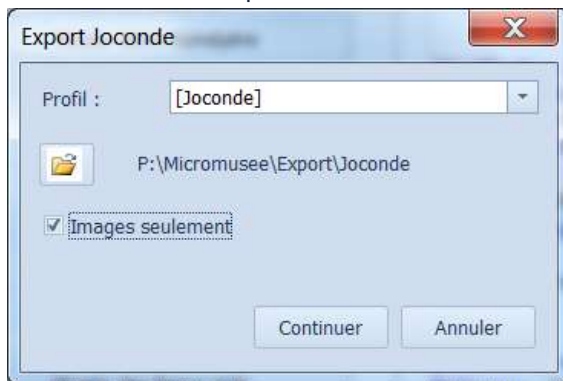 Export Joconde
Profil :
[Joconde]
P:\Micromusee\Export\Joconde
Images seulement
Continuer
Annuler